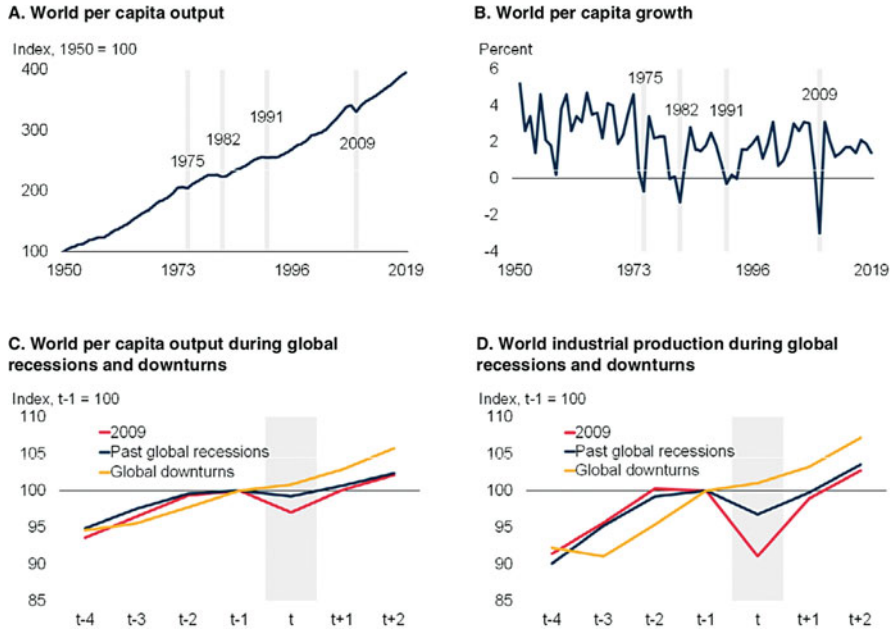 A. World per capita output
Index, 1950 = 100
400
300
200
100
1975
1982
1991
2009
1950
1973
1996
2019
B. World per capita growth
Percent
6
4
2
0
-2
-4
1975
1982
1991
2009
1950
1973
1996
2019
C. World per capita output during global
recessions and downturns
Index, t-1 = 100
110
105
100
95
90
85
2009
Past global recessions
Global downturns
t-4
t-3
t-2
t-1
t
t+1
t+2
D. World industrial production during global
recessions and downturns
Index, t-1 = 100
110
105
100
95
90
85
2009
Past global recessions
Global downturns
t-4
t-3
t-2
t-1
t
t+1
t+2